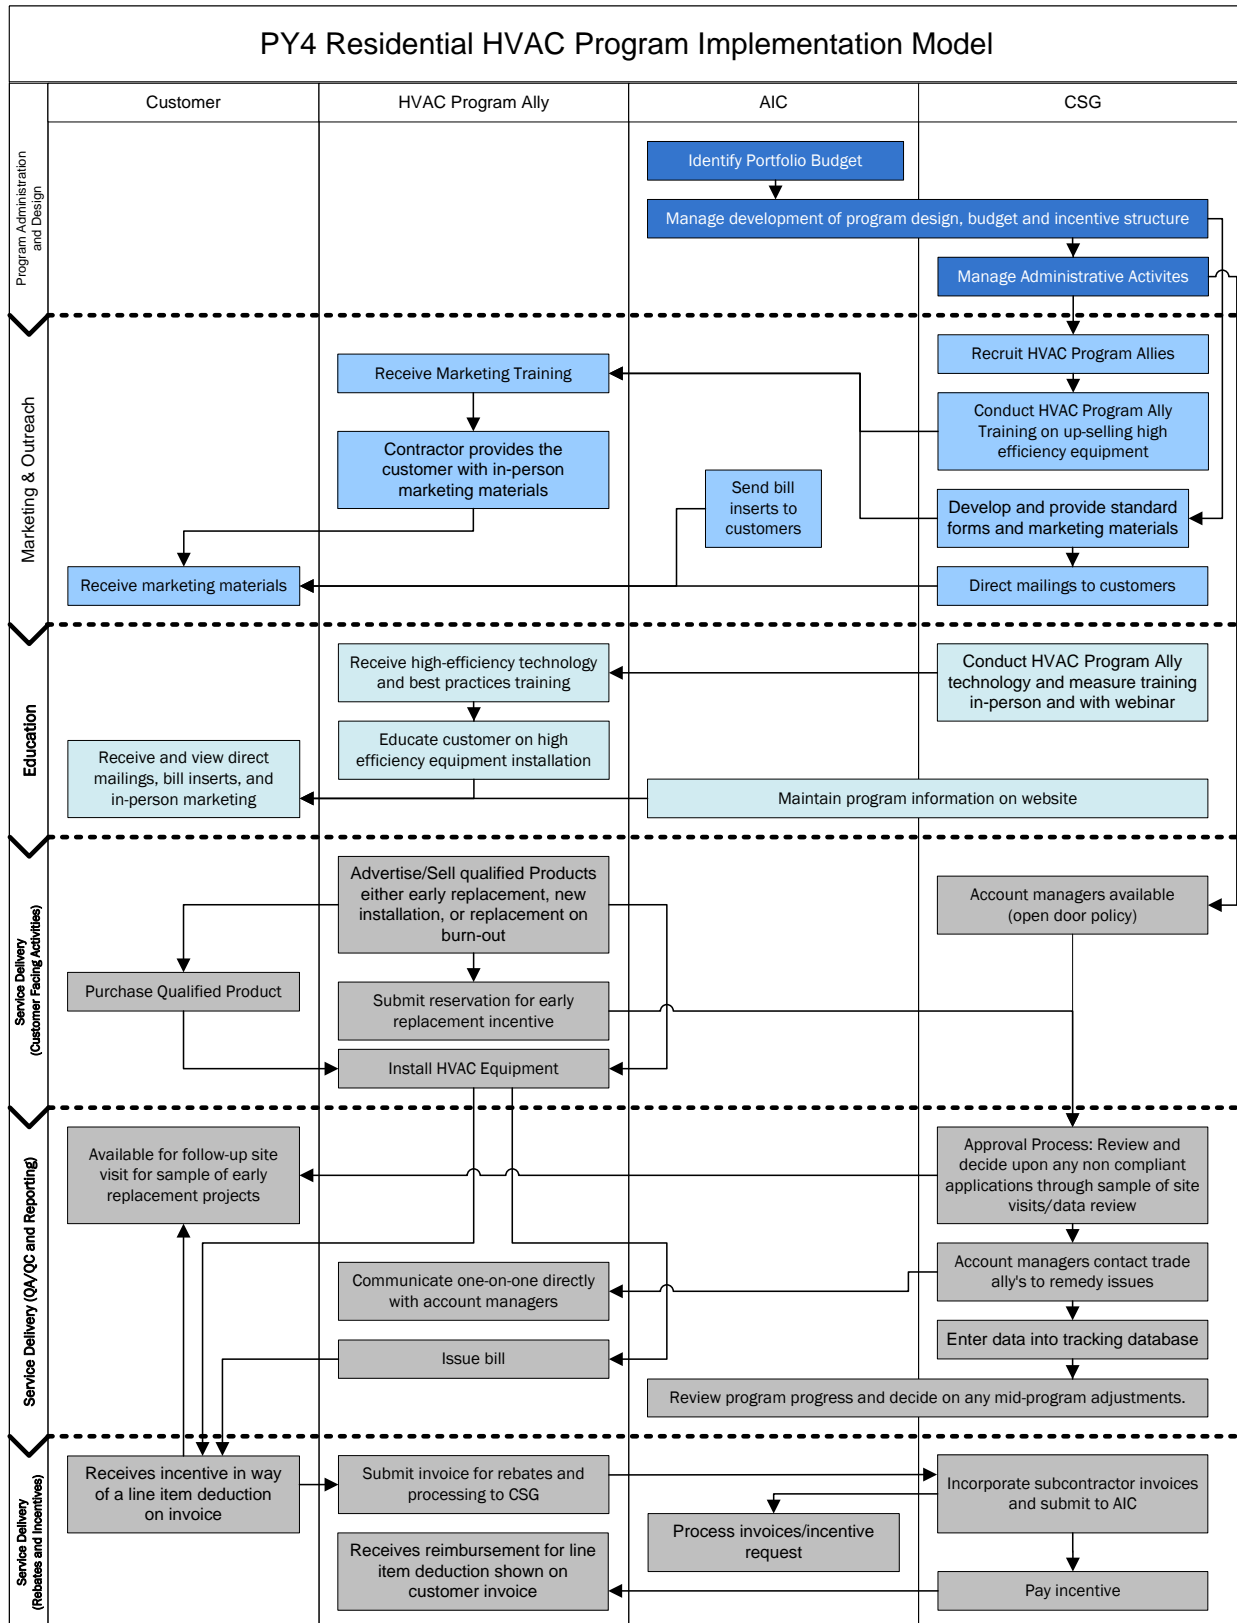 PY4 Residential HVAC Program Implementation Model
Customer
HVAC Program Ally
AIC
CSG
Program Administration
and Design
Identify Portfolio Budget
Manage development of program design, budget and incentive structure
Manage Administrative Activites
Marketing & Outreach
Recruit HVAC Program Allies
Receive Marketing Training
Conduct HVAC Program Ally
Training on up-selling high
efficiency equipment
Contractor provides the
customer with in-person
marketing materials
Send bill
inserts to
customers
Develop and provide standard
forms and marketing materials
Receive marketing materials
Direct mailings to customers
Education
Receive high-efficiency technology
and best practices training
Conduct HVAC Program Ally
technology and measure training
in-person and with webinar
Educate customer on high
efficiency equipment installation
Receive and view direct
mailings, bill inserts, and
in-person marketing
Maintain program information on website
Service Delivery
(Customer Facing Activities)
Advertise/Sell qualified Products
either early replacement, new
installation, or replacement on
burn-out
Account managers available
(open door policy)
Purchase Qualified Product
Submit reservation for early
replacement incentive
Install HVAC Equipment
Service Delivery (QA/QC and Reporting)
Available for follow-up site
visit for sample of early
replacement projects
Approval Process: Review and
decide upon any non compliant
applications through sample of site
visits/data review
Communicate one-on-one directly
with account managers
Account managers contact trade
ally's to remedy issues
Enter data into tracking database
Issue bill
Review program progress and decide on any mid-program adjustments.
Service Delivery
(Rebates and Incentives)
Receives incentive in way
of a line item deduction
on invoice
Submit invoice for rebates and
processing to CSG
Incorporate subcontractor invoices
and submit to AIC
Process invoices/incentive
request
Receives reimbursement for line
item deduction shown on
customer invoice
Pay incentive